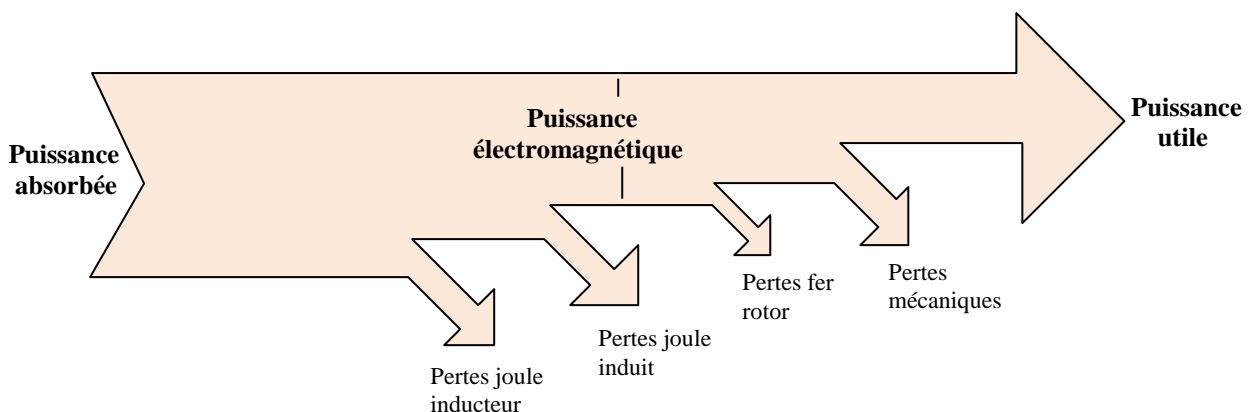 Puissance
absorbée
Puissance
électromagnétique
Puissance
utile
Pertes joule
inducteur
Pertes joule
induit
Pertes fer
rotor
Pertes
mécaniques